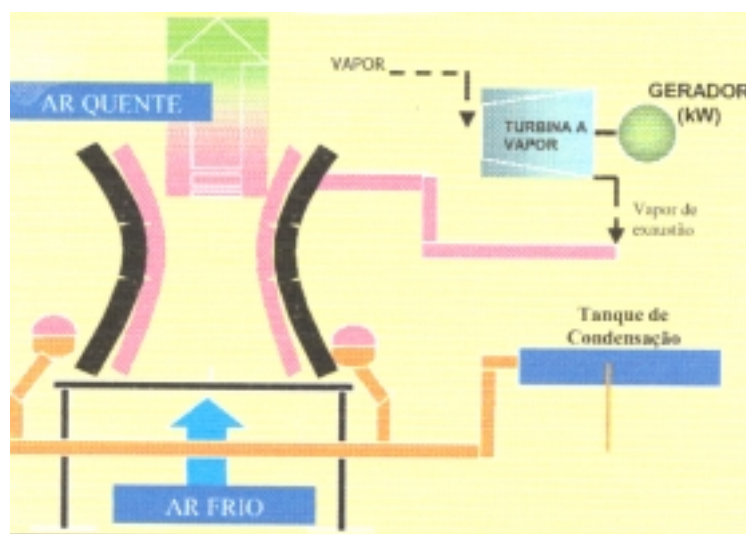 VAPOR
AR QUENTE
GERADOR
(kW)
TURBINA A
VAPOR
Vapor de
exaustão
Tanque de
Condensação
AR FRIO